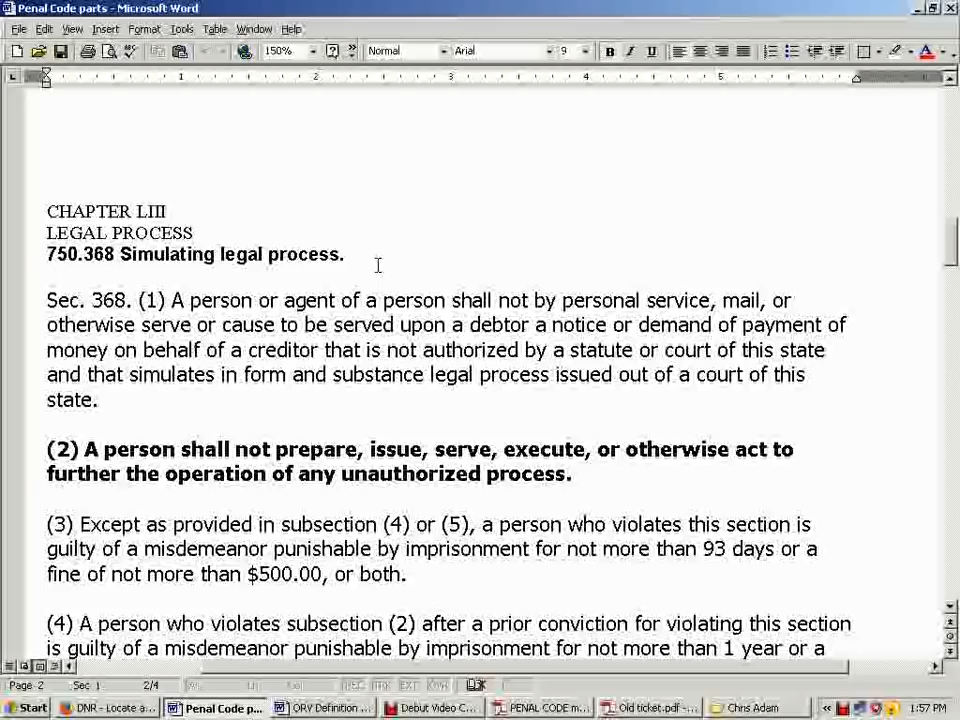 Penal Code parts - Microsoft Word
File Edit View Insert Format Tools Table Window Help
150% Normal Arial 9 B I U A
1 2 3 4 5
CHAPTER LIII
LEGAL PROCESS
750.368 Simulating legal process.
Sec. 368. (1) A person or agent of a person shall not by personal service, mail, or
otherwise serve or cause to be served upon a debtor a notice or demand of payment of
money on behalf of a creditor that is not authorized by a statute or court of this state
and that simulates in form and substance legal process issued out of a court of this
state.
(2) A person shall not prepare, issue, serve, execute, or otherwise act to
further the operation of any unauthorized process.
(3) Except as provided in subsection (4) or (5), a person who violates this section is
guilty of a misdemeanor punishable by imprisonment for not more than 93 days or a
fine of not more than $500.00, or both.
(4) A person who violates subsection (2) after a prior conviction for violating this section
is guilty of a misdemeanor punishable by imprisonment for not more than 1 year or a
Page 2 Sec 1 2/4 REC TRK EXT OVR
Start DNR - Locate a... Penal Code p... ORV Definition ... Debut Video C... PENAL CODE m... Old ticket.pdf -... Chris Adam « 1:57 PM